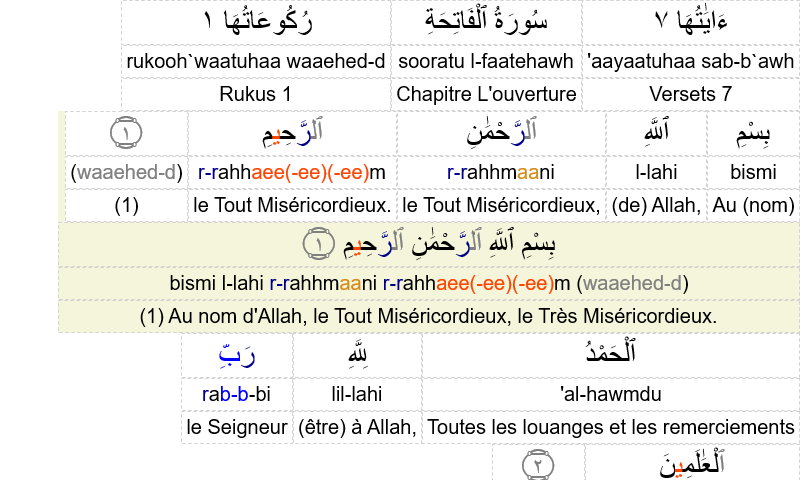 ءَايَٰتُهَا ٧ سُورَةُ ٱلْفَاتِحَةِ رُكُوعَاتُهَا ١
'aayaatuhaa sab-b`awh sooratu l-faatehawh rukooh`waatuhaa waaehed-d
Versets 7 Chapitre L'ouverture Rukus 1
بِسْمِ ٱللَّهِ ٱلرَّحْمَٰنِ ٱلرَّحِيمِ ١
bismi l-lahi r-rahhmaani r-rahhaee(-ee)(-ee)m (waaehed-d)
Au (nom) (de) Allah, le Tout Miséricordieux, le Tout Miséricordieux. (1)
بِسْمِ ٱللَّهِ ٱلرَّحْمَٰنِ ٱلرَّحِيمِ ١
bismi l-lahi r-rahhmaani r-rahhaee(-ee)(-ee)m (waaehed-d)
(1) Au nom d'Allah, le Tout Miséricordieux, le Très Miséricordieux.
ٱلْحَمْدُ لِلَّهِ رَبِّ
'al-hawmdu lil-lahi rab-b-bi
Toutes les louanges et les remerciements (être) à Allah, le Seigneur
ٱلْعَٰلَمِينَ ٢